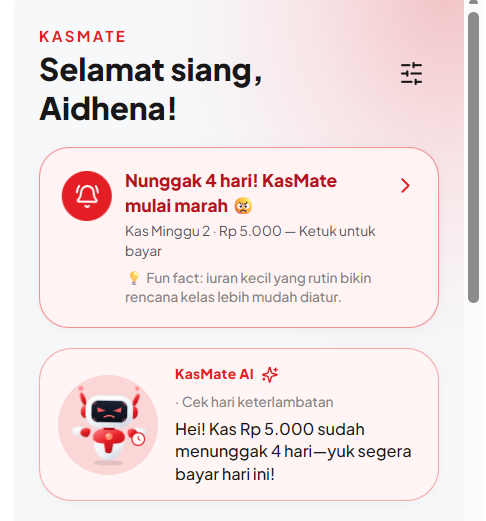 KASMATE
Selamat siang,
Aidhena!
Nunggak 4 hari! KasMate
mulai marah 😡
Kas Minggu 2 · Rp 5.000 — Ketuk untuk
bayar
💡 Fun fact: iuran kecil yang rutin bikin
rencana kelas lebih mudah diatur.
KasMate AI
· Cek hari keterlambatan
Hei! Kas Rp 5.000 sudah
menunggak 4 hari—yuk segera
bayar hari ini!